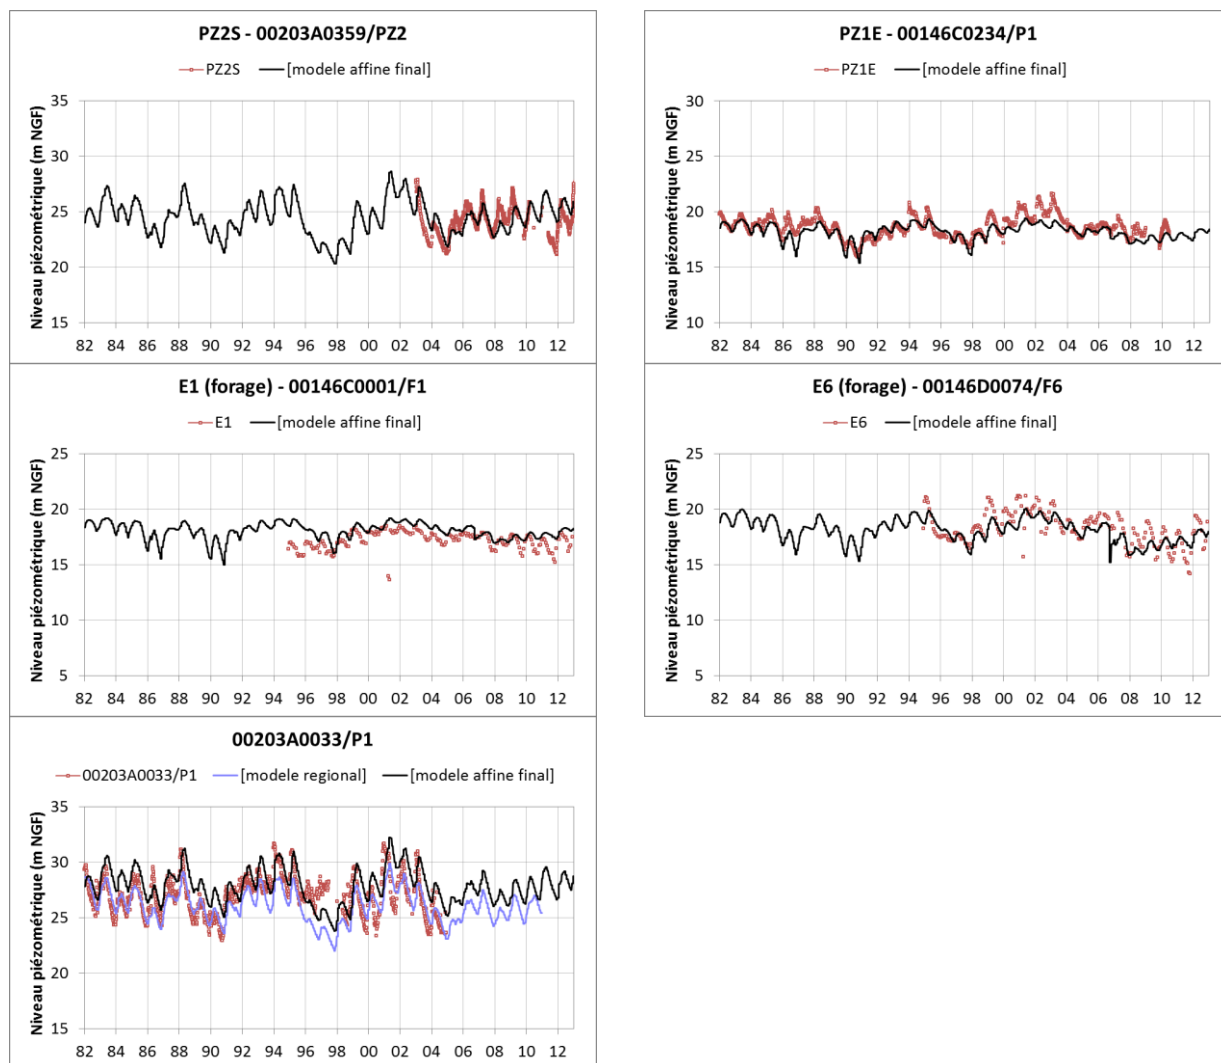 PZ2S - 00203A0359/PZ2
PZ2S [modele affine final]
Niveau piézométrique (m NGF)
35
30
25
20
15
82 84 86 88 90 92 94 96 98 00 02 04 06 08 10 12
PZ1E - 00146C0234/P1
PZ1E [modele affine final]
Niveau piézométrique (m NGF)
30
25
20
15
10
82 84 86 88 90 92 94 96 98 00 02 04 06 08 10 12
E1 (forage) - 00146C0001/F1
E1 [modele affine final]
Niveau piézométrique (m NGF)
25
20
15
10
5
82 84 86 88 90 92 94 96 98 00 02 04 06 08 10 12
E6 (forage) - 00146D0074/F6
E6 [modele affine final]
Niveau piézométrique (m NGF)
25
20
15
10
5
82 84 86 88 90 92 94 96 98 00 02 04 06 08 10 12
00203A0033/P1
00203A0033/P1 [modele regional] [modele affine final]
Niveau piézométrique (m NGF)
35
30
25
20
15
82 84 86 88 90 92 94 96 98 00 02 04 06 08 10 12